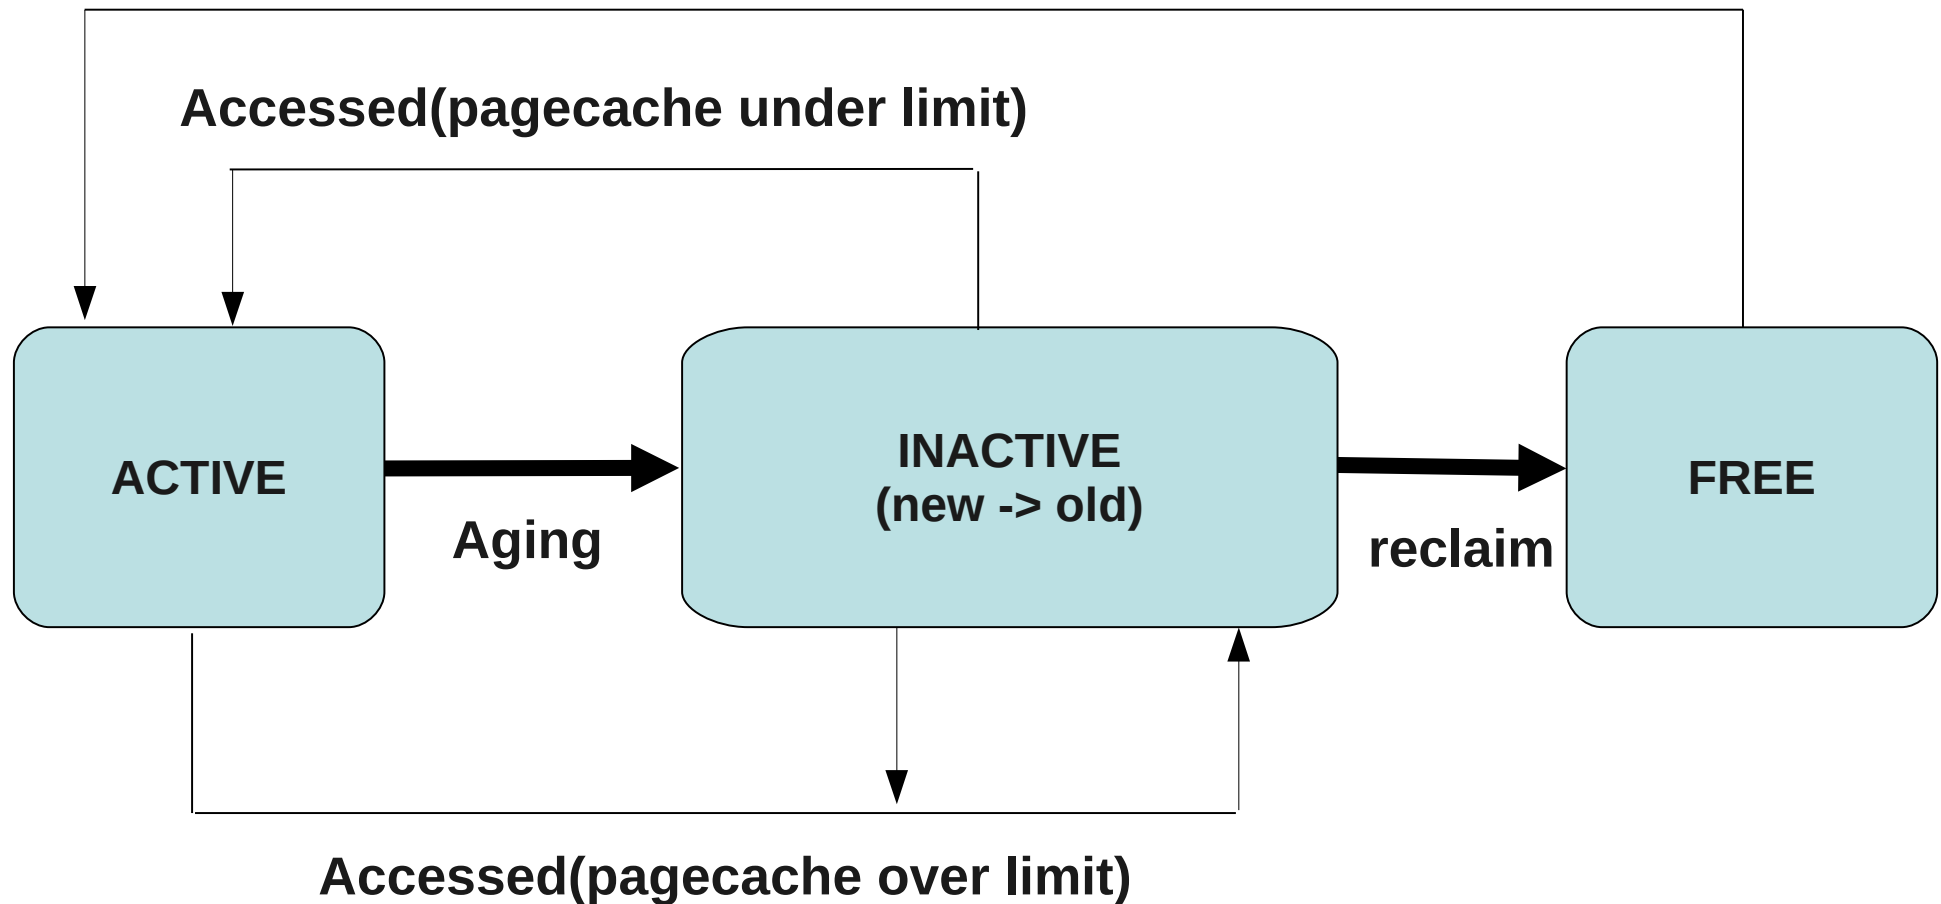 Accessed(pagecache under limit)
ACTIVE
Aging
INACTIVE
(new -> old)
reclaim
FREE
Accessed(pagecache over limit)